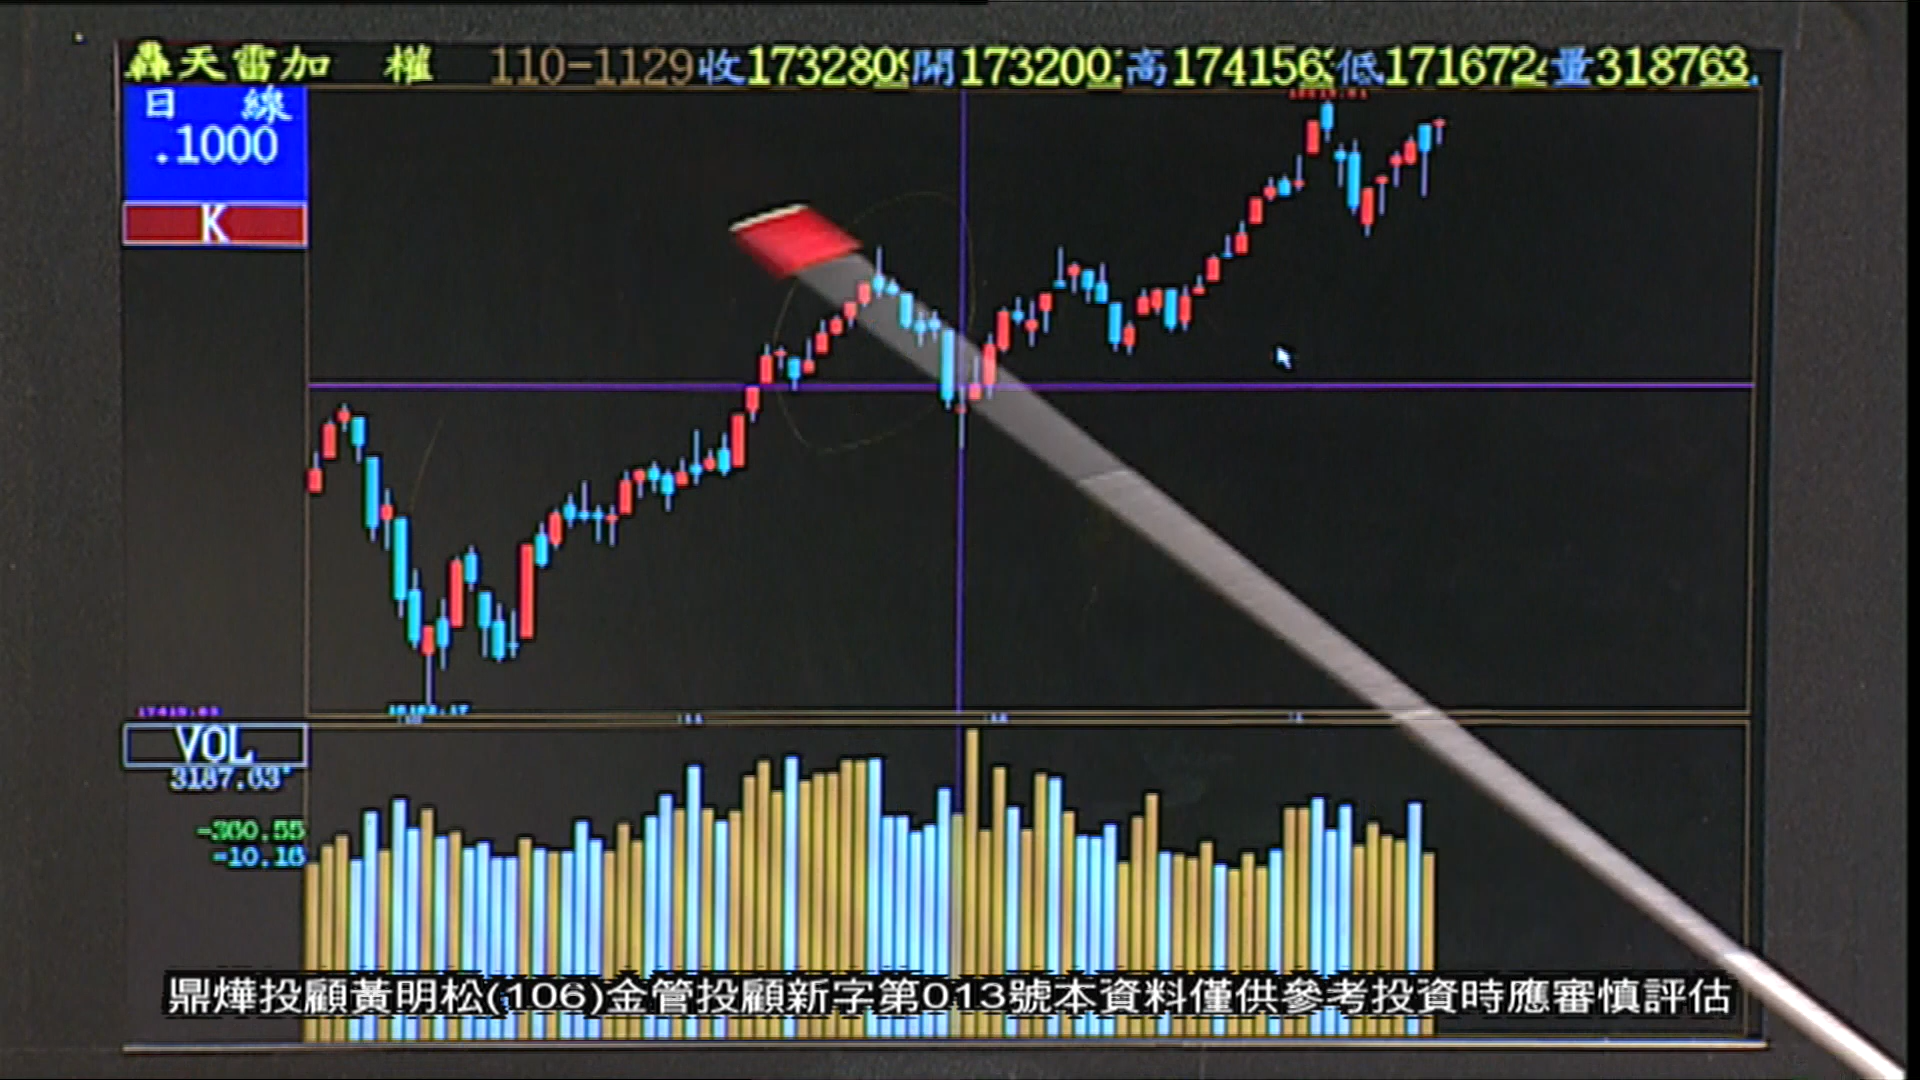 轟天雷加 權 110-1129收173280 開173200 高174156 低171672 量318763
日 線
.1000
K
VOL
3187.63
-360.55
-10.16
鼎燁投顧黃明松(106)金管投顧新字第013號本資料僅供參考投資時應審慎評估